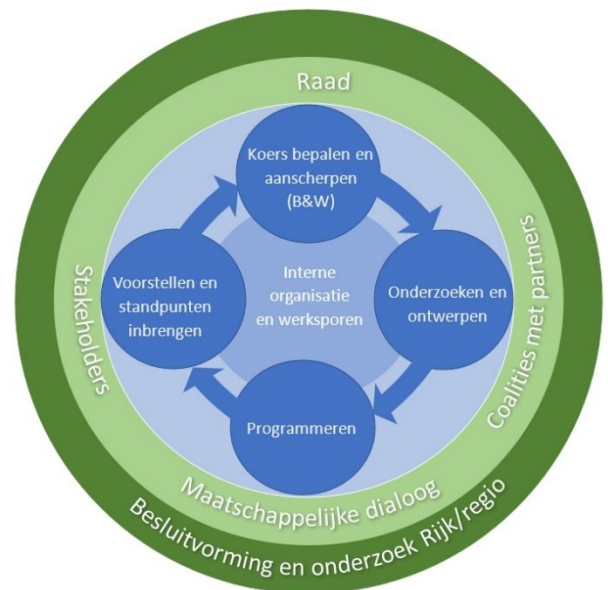 Raad
Koers bepalen en
aanscherpen
(B&W)
Voorstellen en
standpunten
inbrengen
Interne
organisatie
en werksporen
Onderzoeken en
ontwerpen
Programmeren
Stakeholders
Coalities met partners
Maatschappelijke dialoog
Besluitvorming en onderzoek Rijk/regio